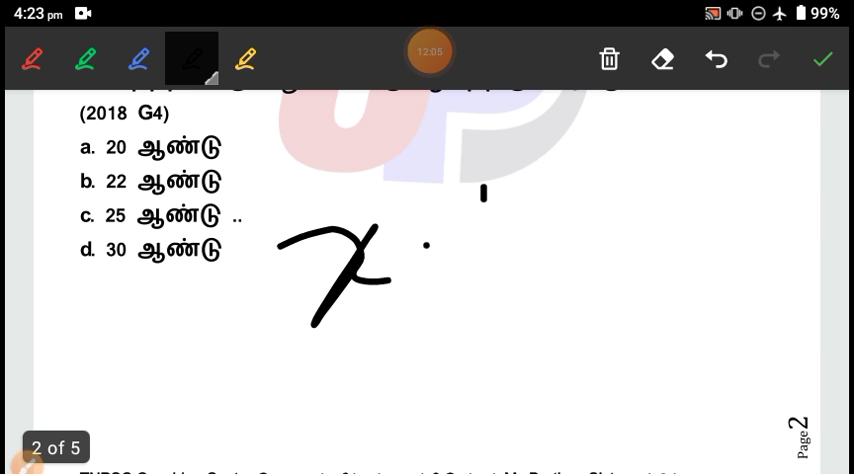 4:23 pm
99%
12:05
(2018 G4)
a. 20 ஆண்டு
b. 22 ஆண்டு
c. 25 ஆண்டு ..
d. 30 ஆண்டு
x
Page 2
2 of 5